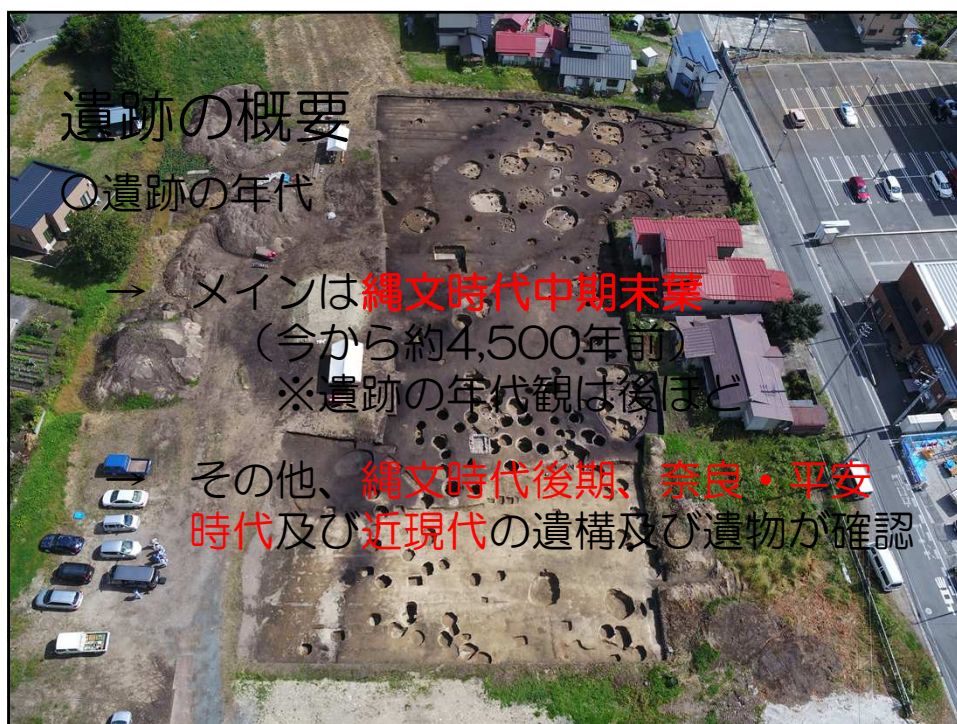 遺跡の概要
〇遺跡の年代
→ メインは縄文時代中期末葉
（今から約4,500年前）
※遺跡の年代観は後ほど
→ その他、縄文時代後期、奈良・平安
時代及び近現代の遺構及び遺物が確認